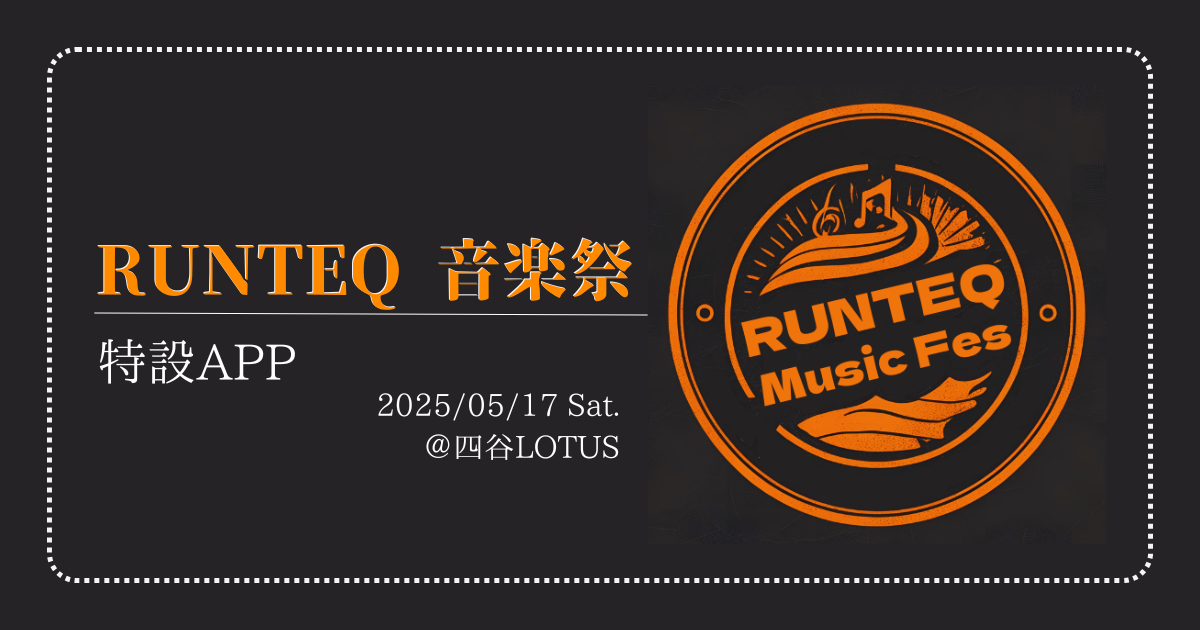 RUNTEQ 音楽祭
特設APP
2025/05/17 Sat.
@四谷LOTUS
RUNTEQ
Music Fes